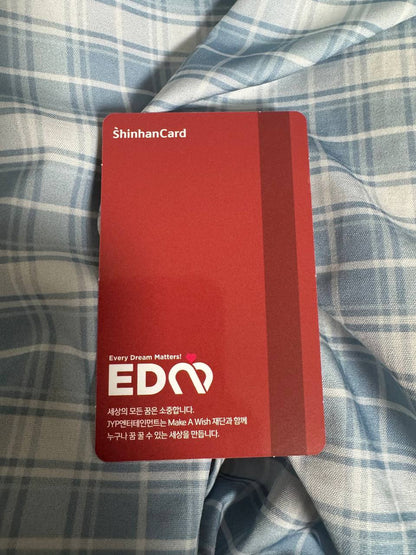 ShinhanCard
Every Dream Matters!
EDM
세상의 모든 꿈은 소중합니다.
JYP엔터테인먼트는 Make A Wish 재단과 함께
누구나 꿈 꿀 수 있는 세상을 만듭니다.